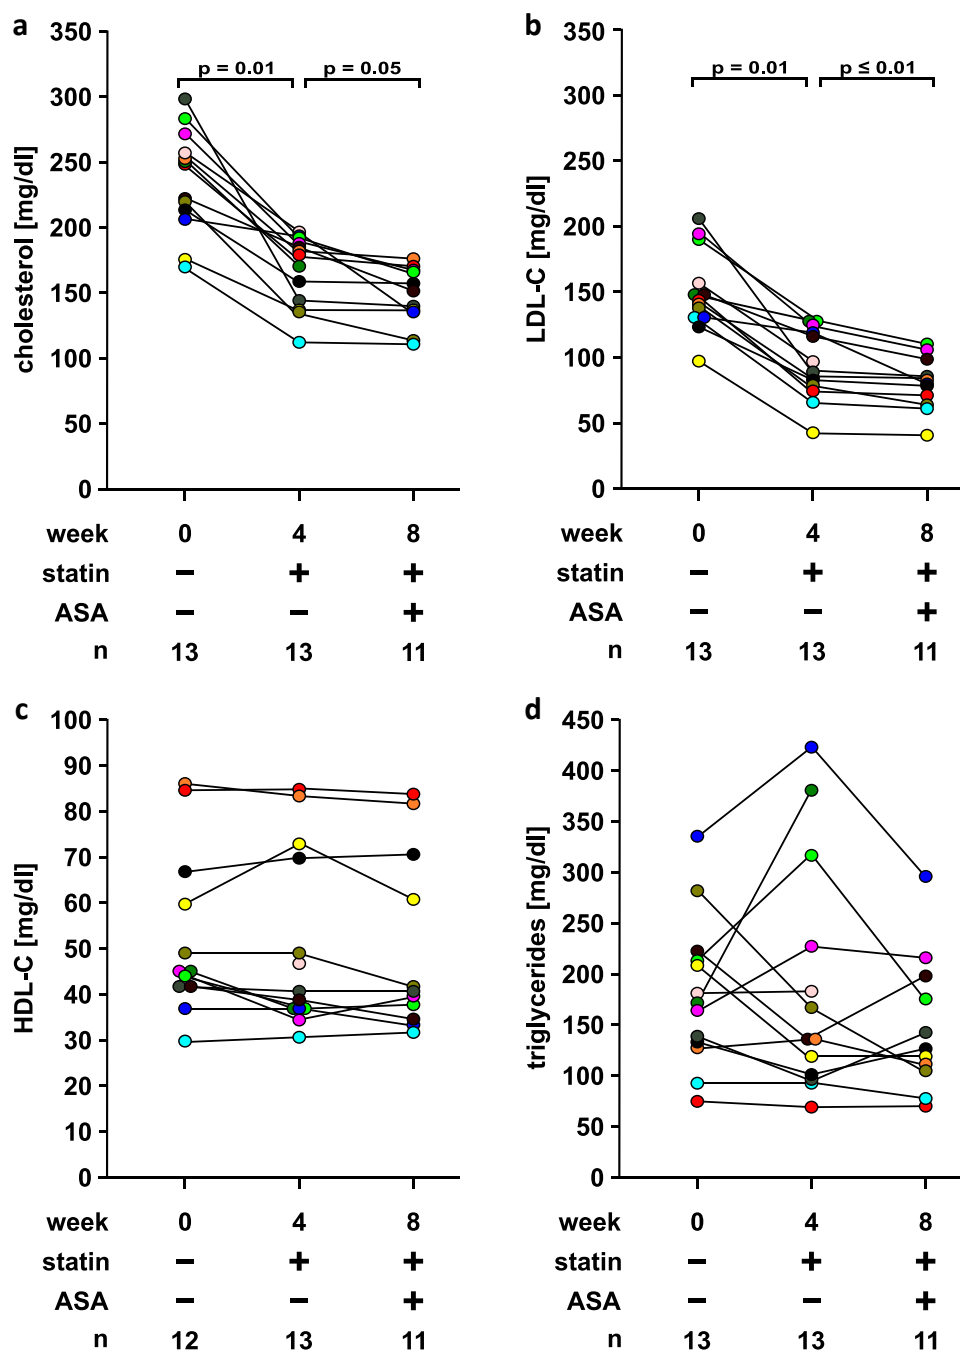 a
350
300
250
200
150
100
50
0
cholesterol [mg/dl]
p = 0.01
p = 0.05
week 0 4 8
statin − + +
ASA − − +
n 13 13 11
b
350
300
250
200
150
100
50
0
LDL-C [mg/dl]
p = 0.01
p ≤ 0.01
week 0 4 8
statin − + +
ASA − − +
n 13 13 11
c
100
90
80
70
60
50
40
30
20
10
0
HDL-C [mg/dl]
week 0 4 8
statin − + +
ASA − − +
n 12 13 11
d
450
400
350
300
250
200
150
100
50
0
triglycerides [mg/dl]
week 0 4 8
statin − + +
ASA − − +
n 13 13 11